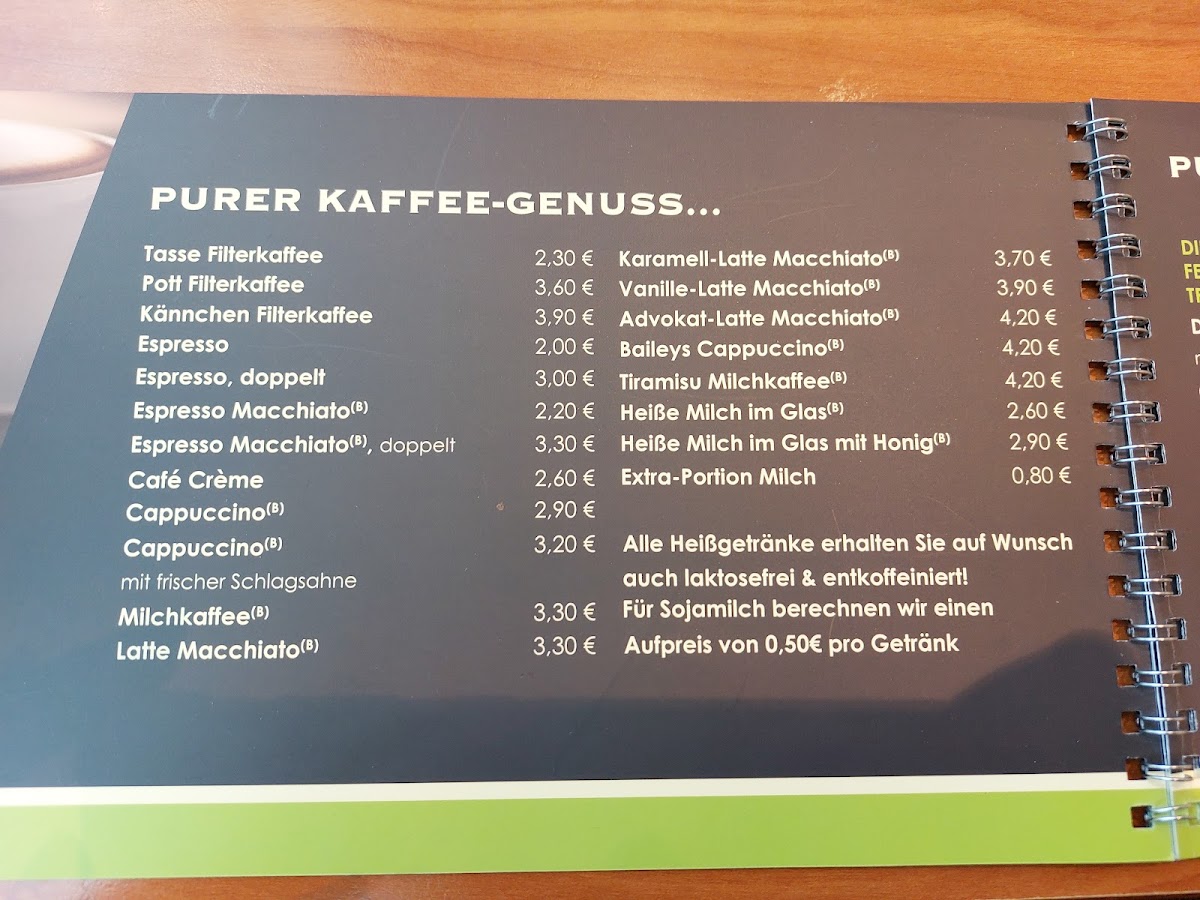 PURER KAFFEE-GENUSS...
Tasse Filterkaffee 2,30 €
Pott Filterkaffee 3,60 €
Kännchen Filterkaffee 3,90 €
Espresso 2,00 €
Espresso, doppelt 3,00 €
Espresso Macchiato(B) 2,20 €
Espresso Macchiato(B), doppelt 3,30 €
Café Crème 2,60 €
Cappuccino(B) 2,90 €
Cappuccino(B) 3,20 €
mit frischer Schlagsahne
Milchkaffee(B) 3,30 €
Latte Macchiato(B) 3,30 €
Karamell-Latte Macchiato(B) 3,70 €
Vanille-Latte Macchiato(B) 3,90 €
Advokat-Latte Macchiato(B) 4,20 €
Baileys Cappuccino(B) 4,20 €
Tiramisu Milchkaffee(B) 4,20 €
Heiße Milch im Glas(B) 2,60 €
Heiße Milch im Glas mit Honig(B) 2,90 €
Extra-Portion Milch 0,80 €
Alle Heißgetränke erhalten Sie auf Wunsch
auch laktosefrei & entkoffeiniert!
Für Sojamilch berechnen wir einen
Aufpreis von 0,50€ pro Getränk